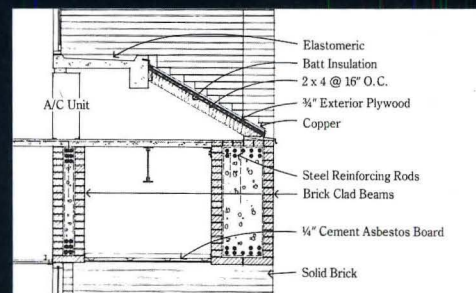 Elastomeric
Batt Insulation
2 x 4 @ 16" O.C.
¾" Exterior Plywood
A/C Unit
Copper
Steel Reinforcing Rods
Brick Clad Beams
¼" Cement Asbestos Board
Solid Brick